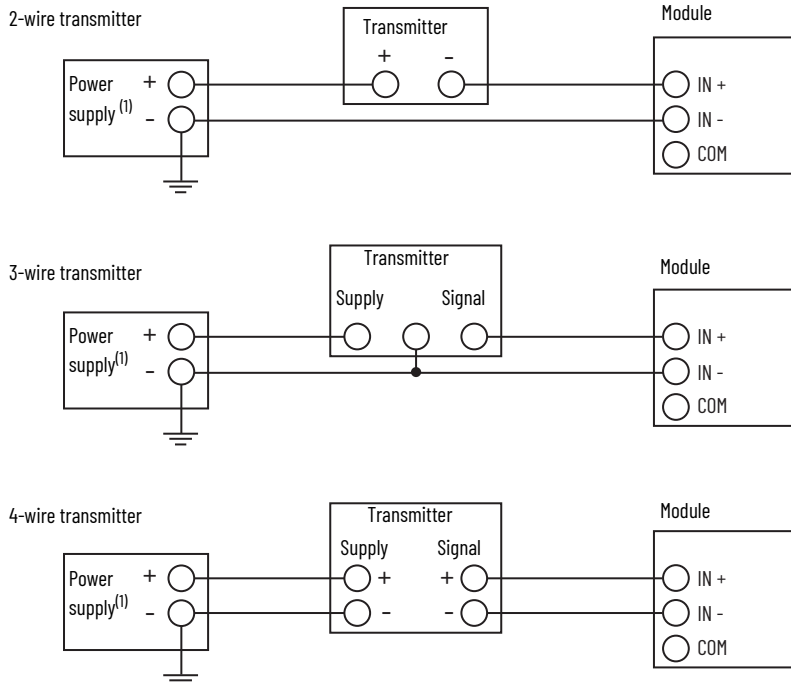 2-wire transmitter
Module
Transmitter
+ -
Power + IN +
supply (1) - IN -
COM
3-wire transmitter
Module
Transmitter
Supply Signal
Power + IN +
supply(1) - IN -
COM
4-wire transmitter
Module
Transmitter
Supply Signal
Power + + + IN +
supply(1) - - - IN -
COM